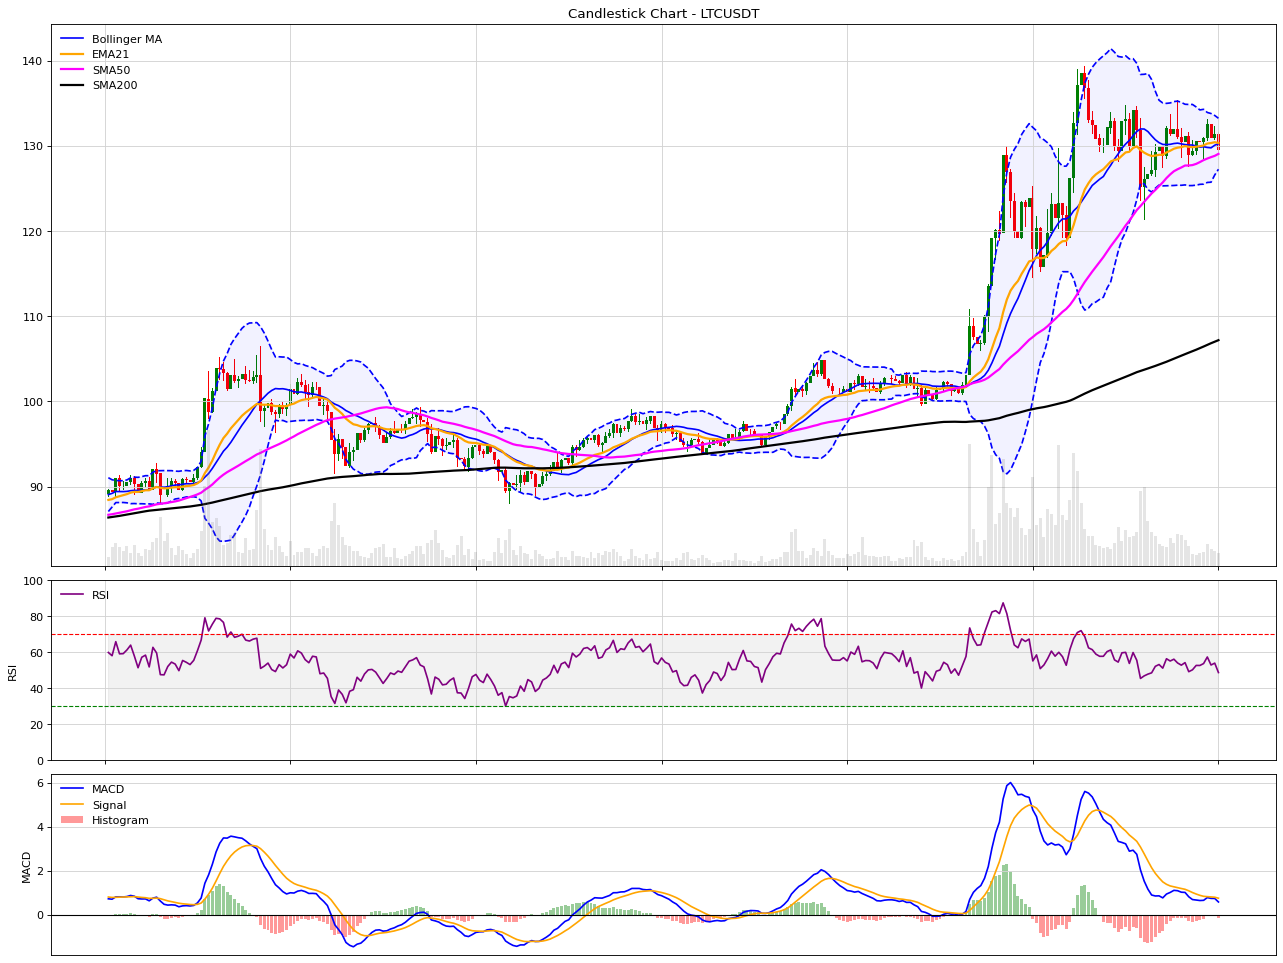 Candlestick Chart - LTCUSDT
Bollinger MA
EMA21
SMA50
SMA200
140
130
120
110
100
90
RSI
100
80
60
40
20
0
RSI
MACD
Signal
Histogram
6
4
2
0
MACD